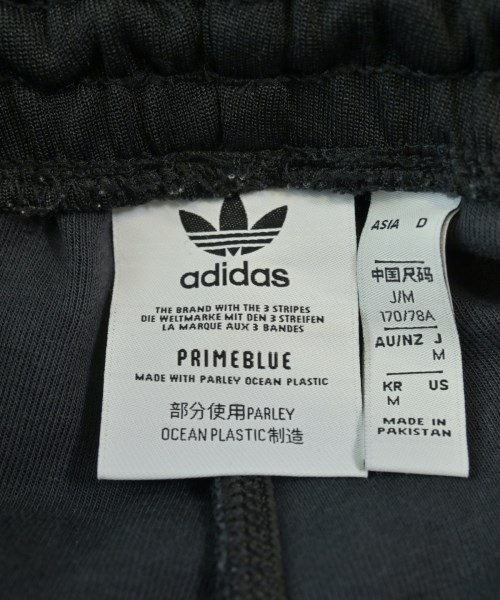 adidas
THE BRAND WITH THE 3 STRIPES
DIE WELTMARKE MIT DEN 3 STREIFEN
LA MARQUE AUX 3 BANDES
PRIMEBLUE
MADE WITH PARLEY OCEAN PLASTIC
部分使用PARLEY
OCEAN PLASTIC制造
ASIA D
中国尺码
J/M
170/78A
AU/NZ J
M
KR US
M
MADE IN
PAKISTAN